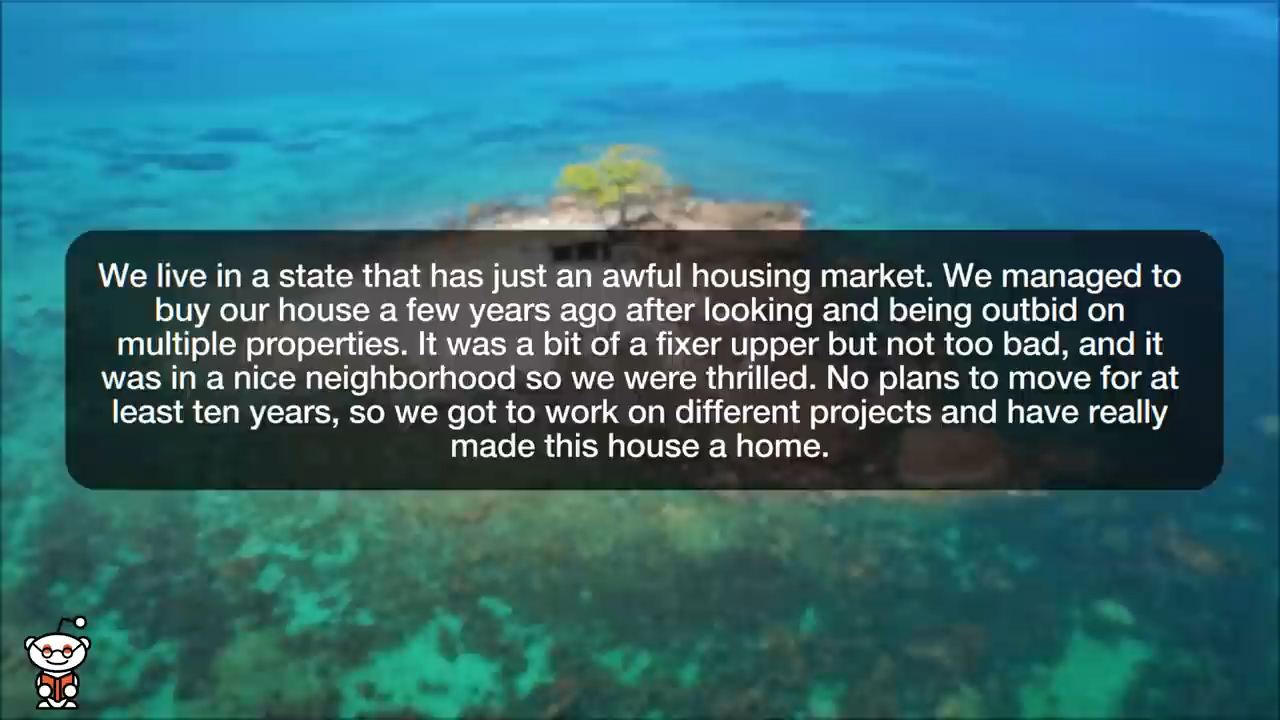 We live in a state that has just an awful housing market. We managed to
buy our house a few years ago after looking and being outbid on
multiple properties. It was a bit of a fixer upper but not too bad, and it
was in a nice neighborhood so we were thrilled. No plans to move for at
least ten years, so we got to work on different projects and have really
made this house a home.